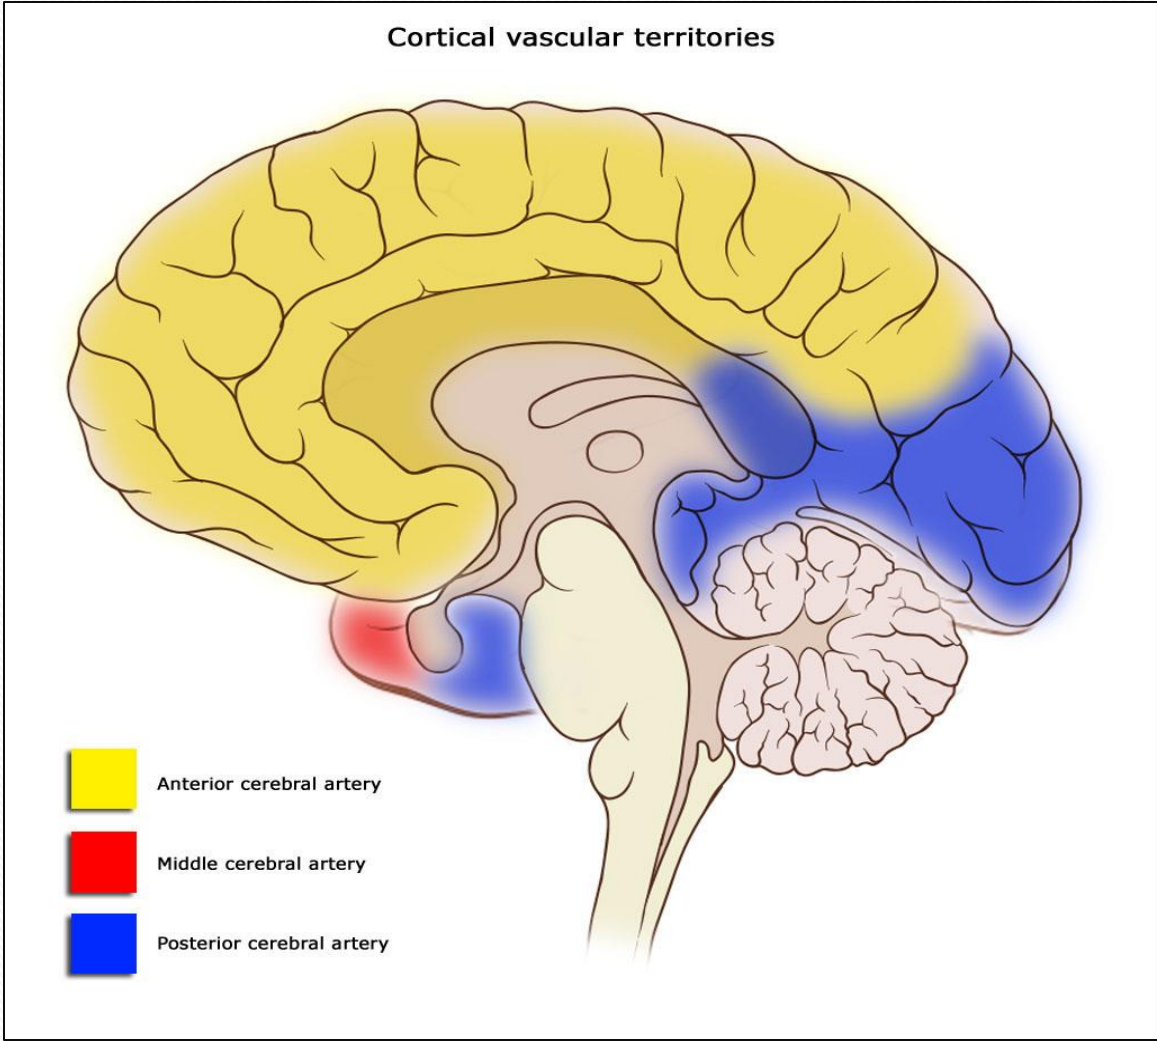 Cortical vascular territories
Anterior cerebral artery
Middle cerebral artery
Posterior cerebral artery